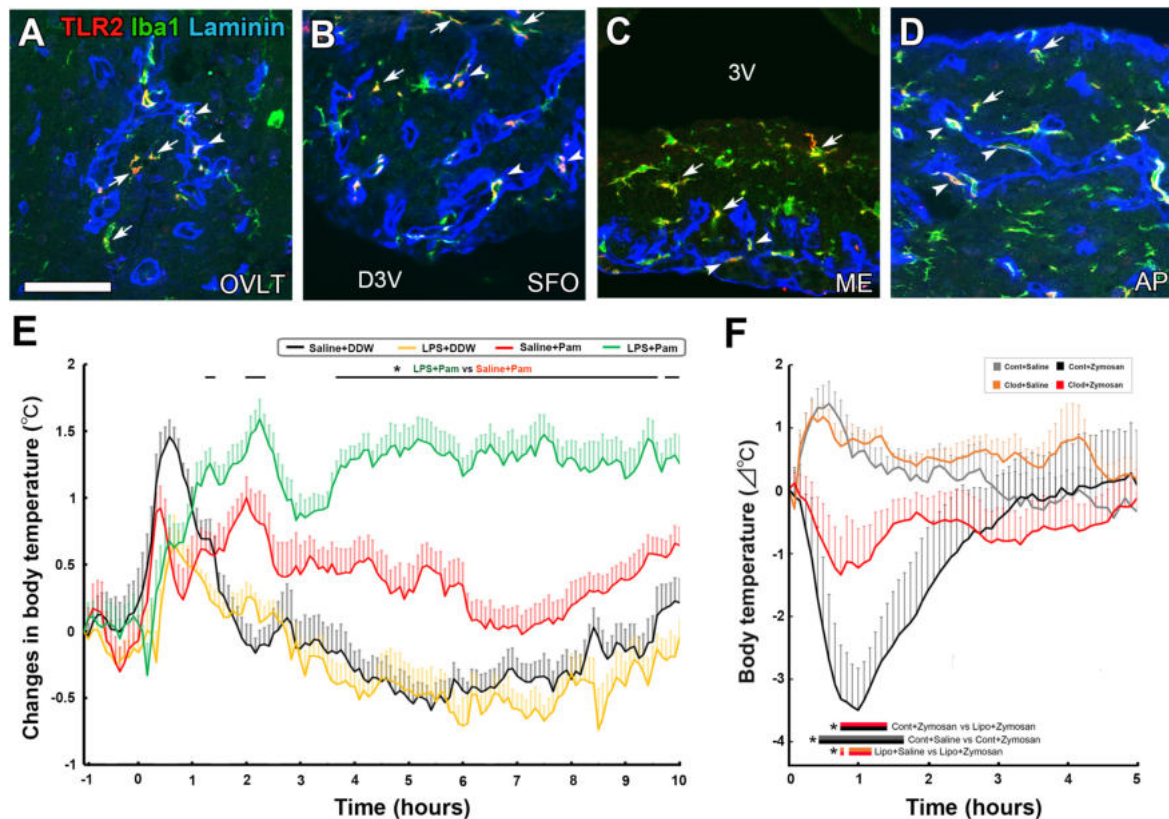 A
TLR2 Iba1 Laminin
OVLT
B
D3V
SFO
C
3V
ME
D
AP
E
Saline+DDW LPS+DDW Saline+Pam LPS+Pam
* LPS+Pam vs Saline+Pam
Changes in body temperature (℃)
2
1.5
1
0.5
0
-0.5
-1
-1 0 1 2 3 4 5 6 7 8 9 10
Time (hours)
F
Cont+Saline Cont+Zymosan
Clod+Saline Clod+Zymosan
Body temperature (⊿℃)
2
1
0
-1
-2
-3
-4
* Cont+Zymosan vs Lipo+Zymosan
* Cont+Saline vs Cont+Zymosan
* Lipo+Saline vs Lipo+Zymosan
0 1 2 3 4 5
Time (hours)